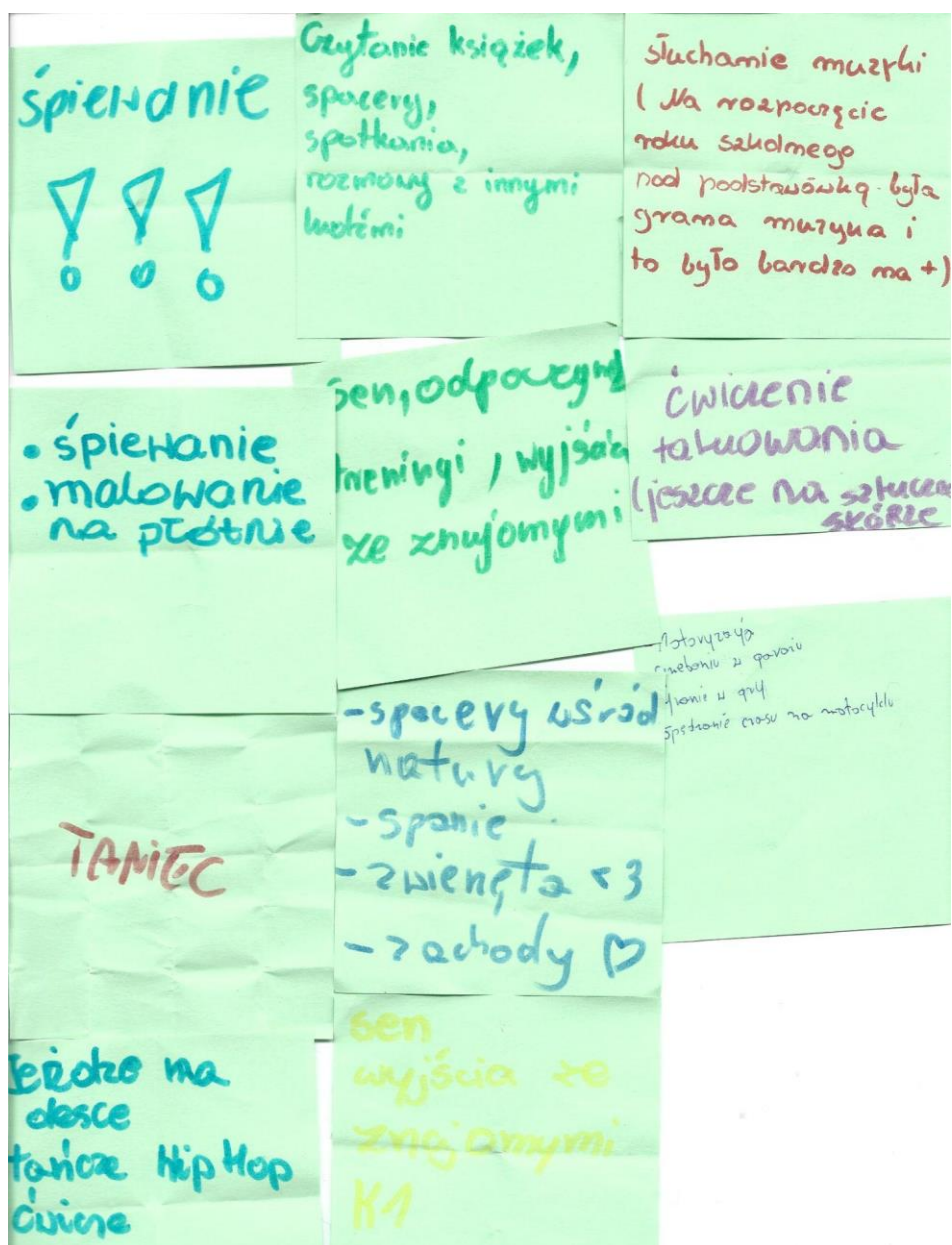 śpiewanie
!!!
Czytanie książek,
spacery,
spotkania,
rozmowy z innymi
ludźmi
słuchanie muzyki
( Na rozpoczęcie
roku szkolnego
pod podstawówką była
grana muzyka i
to było bardzo na +)
• śpiewanie
• malowanie
na płótnie
sen, odpoczynek
treningi, wyjścia
ze znajomymi
ćwiczenie
tatuowania
(jeszcze na sztucznej
skórze
Motoryzacja
w garażu
Granie w gry
Spędzanie czasu na motocyklu
TANIEC
- spacery wśród
natury
- spanie
- zwierzęta <3
- zachody ♡
Jeżdżę na
desce
tańczę Hip Hop
Ćwiczę
sen
wyjścia ze
znajomymi
K1